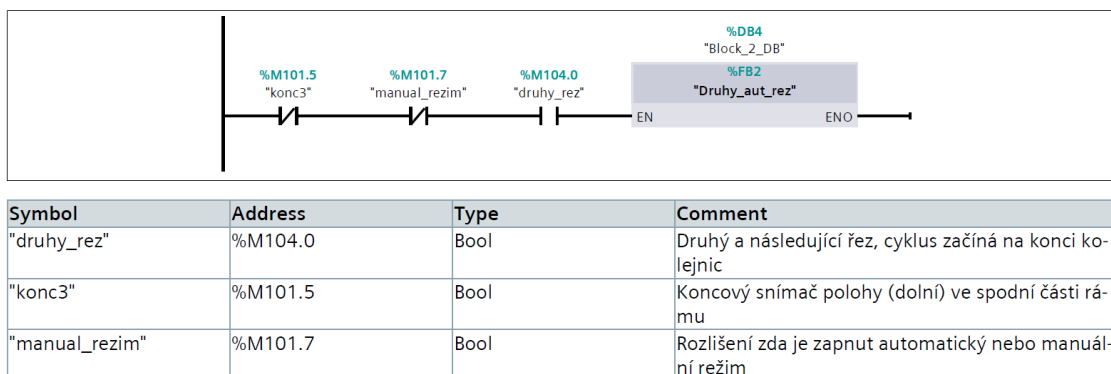 %DB4
"Block_2_DB"
%M101.5 %M101.7 %M104.0 %FB2
"konc3" "manual_rezim" "druhy_rez" "Druhy_aut_rez"
EN ENO
Symbol Address Type Comment
"druhy_rez" %M104.0 Bool Druhý a následující řez, cyklus začíná na konci ko-
lejnic
"konc3" %M101.5 Bool Koncový snímač polohy (dolní) ve spodní části rá-
mu
"manual_rezim" %M101.7 Bool Rozlišení zda je zapnut automatický nebo manuál-
ní režim